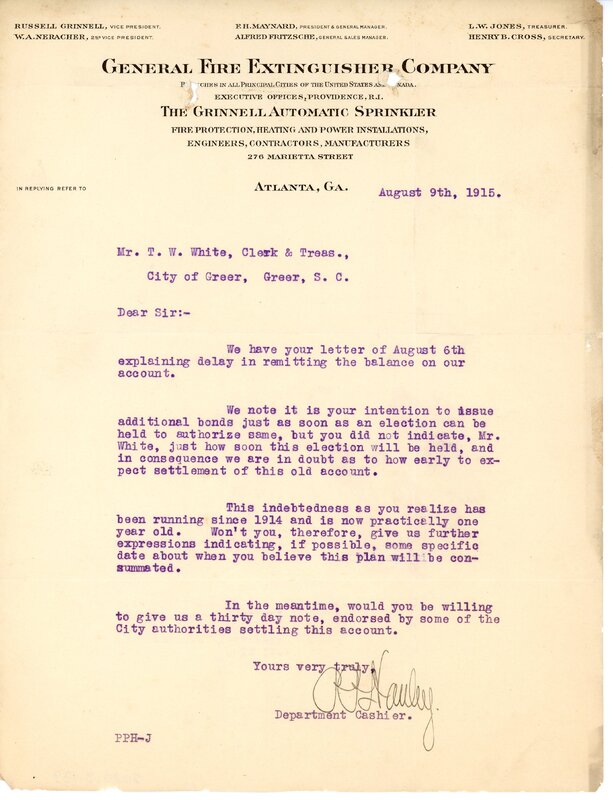 RUSSELL GRINNELL, VICE PRESIDENT.
W.A. NERACHER, 2ND VICE PRESIDENT.
F.H. MAYNARD, PRESIDENT & GENERAL MANAGER.
ALFRED FRITZSCHE, GENERAL SALES MANAGER.
L.W. JONES, TREASURER.
HENRY B. CROSS, SECRETARY.
GENERAL FIRE EXTINGUISHER COMPANY
IN ALL PRINCIPAL CITIES OF THE UNITED STATES
EXECUTIVE OFFICES, PROVIDENCE, R.I.
THE GRINNELL AUTOMATIC SPRINKLER
FIRE PROTECTION, HEATING AND POWER INSTALLATIONS,
ENGINEERS, CONTRACTORS, MANUFACTURERS
276 MARIETTA STREET
IN REPLYING REFER TO
ATLANTA, GA.
August 9th, 1915.
Mr. T. W. White, Clerk & Treas.,
City of Greer, Greer, S. C.
Dear Sir:-
We have your letter of August 6th
explaining delay in remitting the balance on our
account.
We note it is your intention to issue
additional bonds just as soon as an election can be
held to authorize same, but you did not indicate, Mr.
White, just how soon this election will be held, and
in consequence we are in doubt as to how early to ex-
pect settlement of this old account.
This indebtedness as you realize has
been running since 1914 and is now practically one
year old. Won't you, therefore, give us further
expressions indicating, if possible, some specific
date about when you believe this plan will be con-
summated.
In the meantime, would you be willing
to give us a thirty day note, endorsed by some of the
City authorities settling this account.
Yours very truly,
Department Cashier.
PPH-J